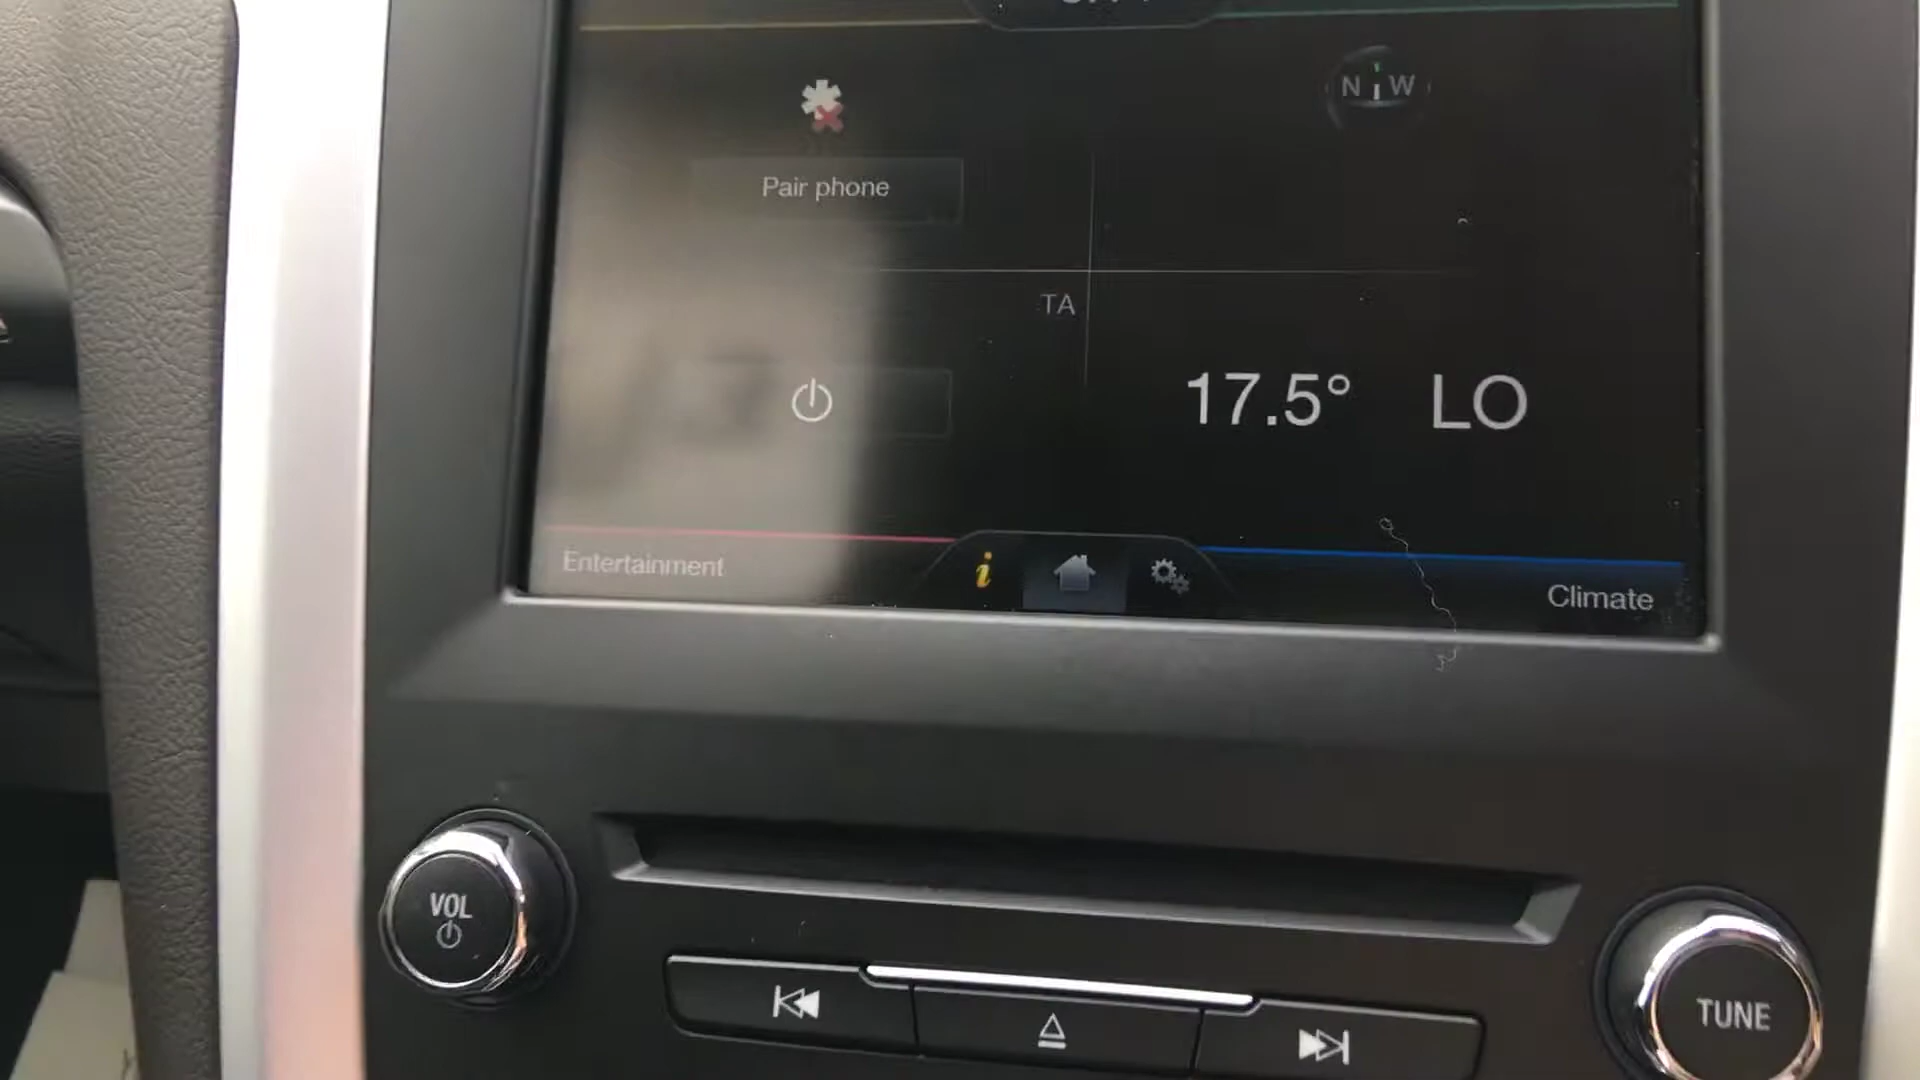 N W
Pair phone
TA
17.5° LO
Entertainment
i
Climate
VOL
TUNE